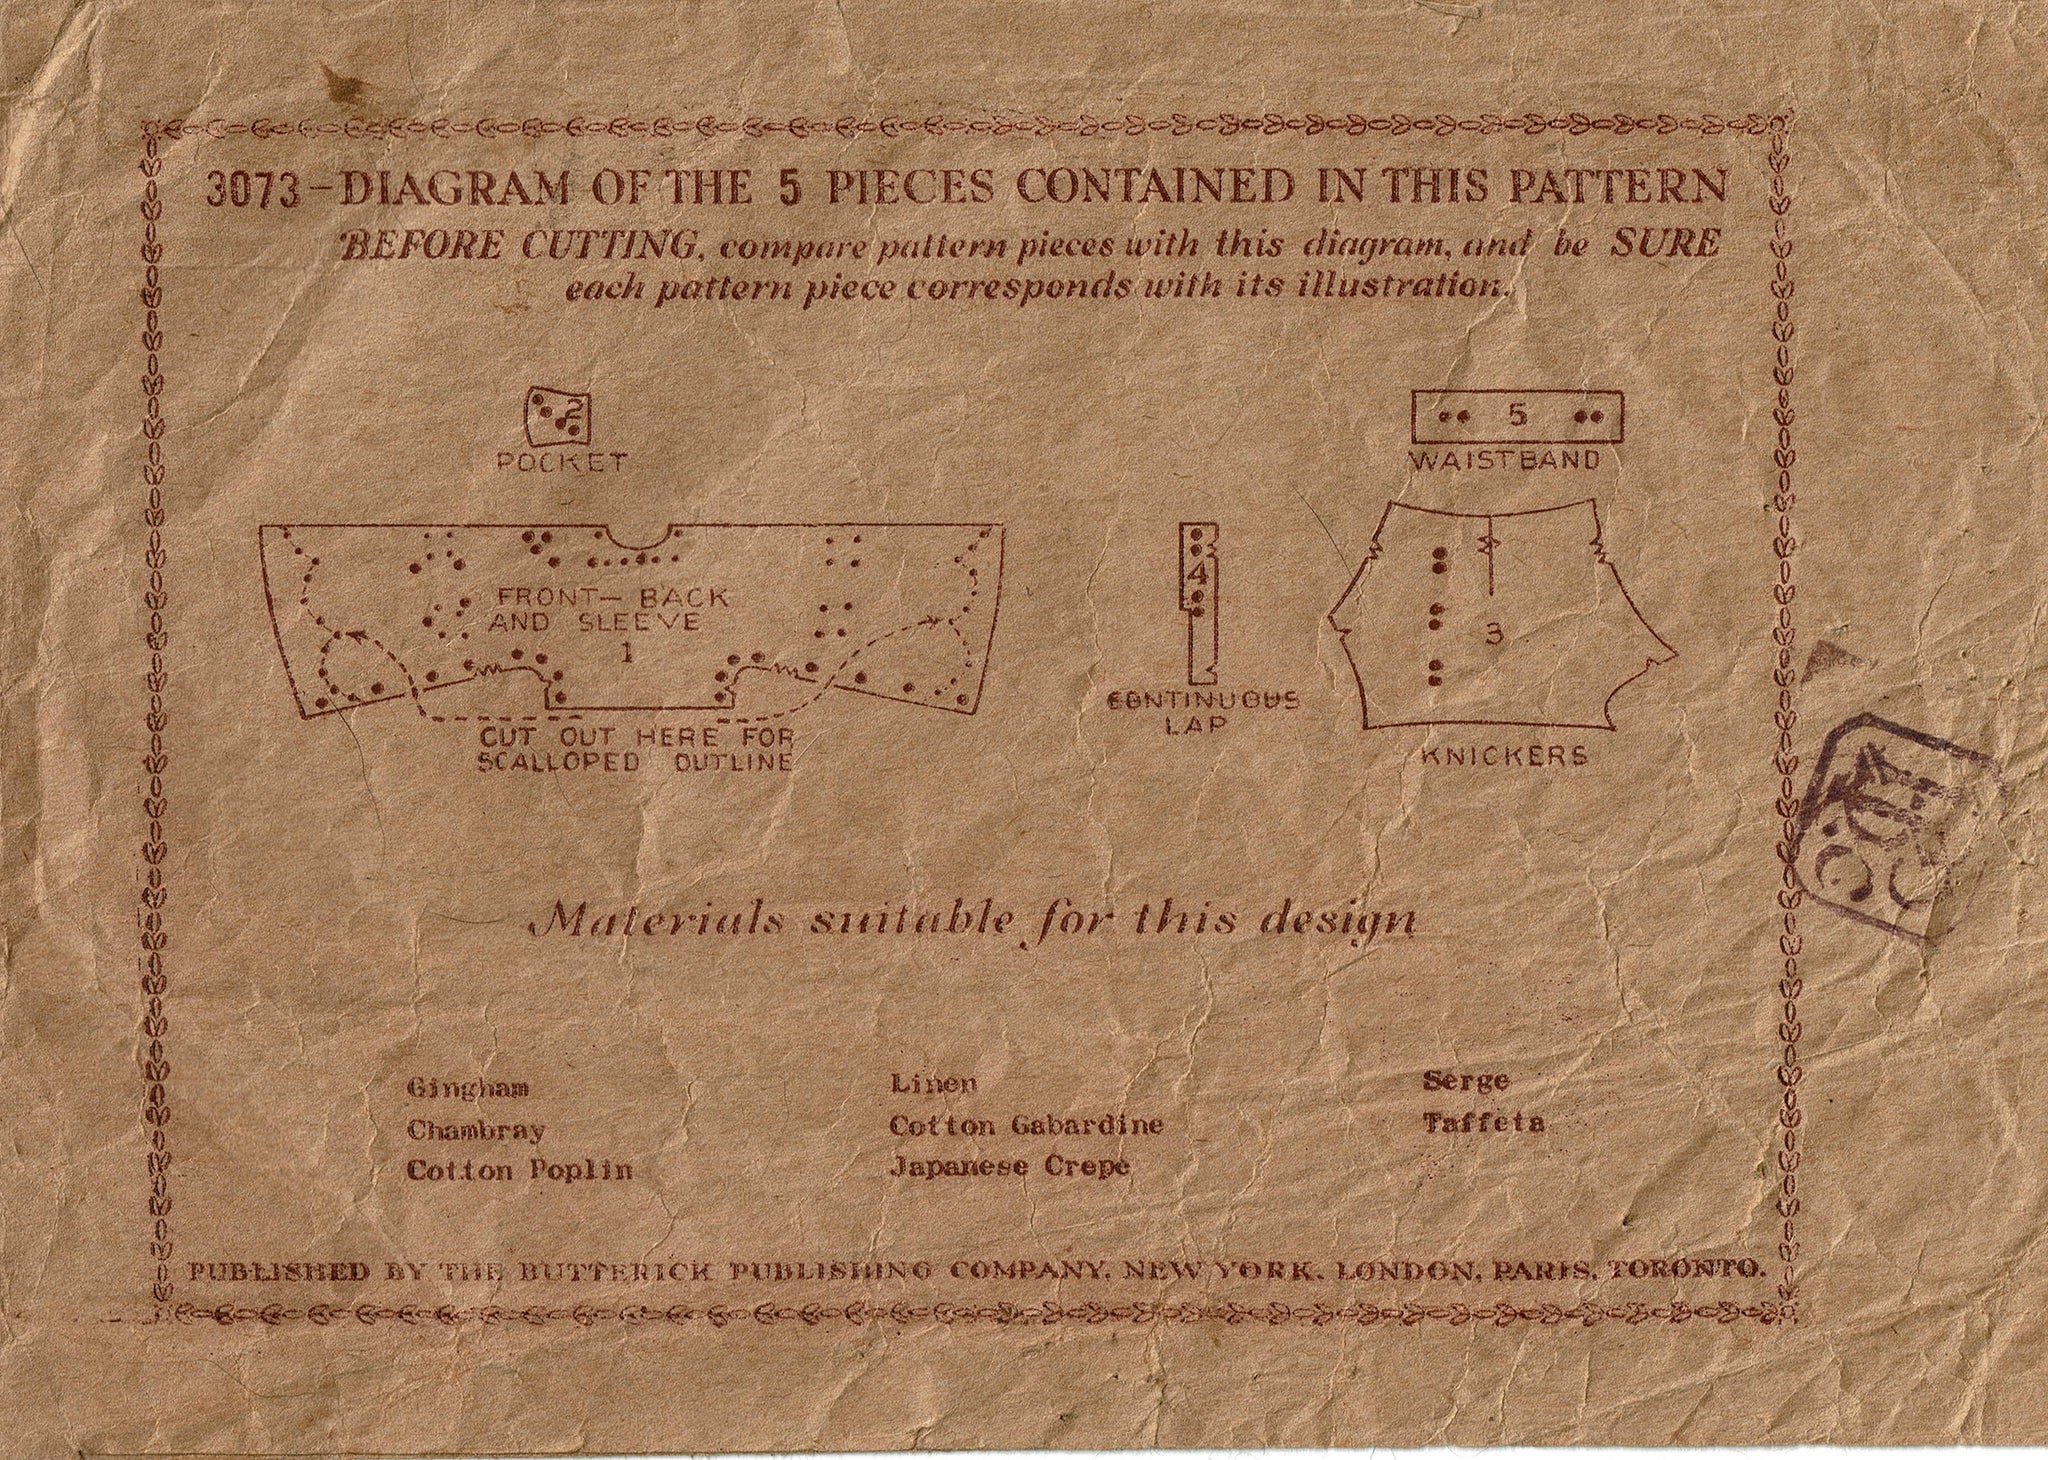 3073-DIAGRAM OF THE 5 PIECES CONTAINED IN THIS PATTERN
BEFORE CUTTING, compare pattern pieces with this diagram, and be SURE
each pattern piece corresponds with its illustration.
2
POCKET
5
WAISTBAND
FRONT— BACK
AND SLEEVE
1
CUT OUT HERE FOR
SCALLOPED OUTLINE
4
CONTINUOUS
LAP
3
KNICKERS
Materials suitable for this design
Gingham
Chambray
Cotton Poplin
Linen
Cotton Gabardine
Japanese Crepe
Serge
Taffeta
PUBLISHED BY THE BUTTERICK PUBLISHING COMPANY, NEW YORK, LONDON, PARIS, TORONTO.